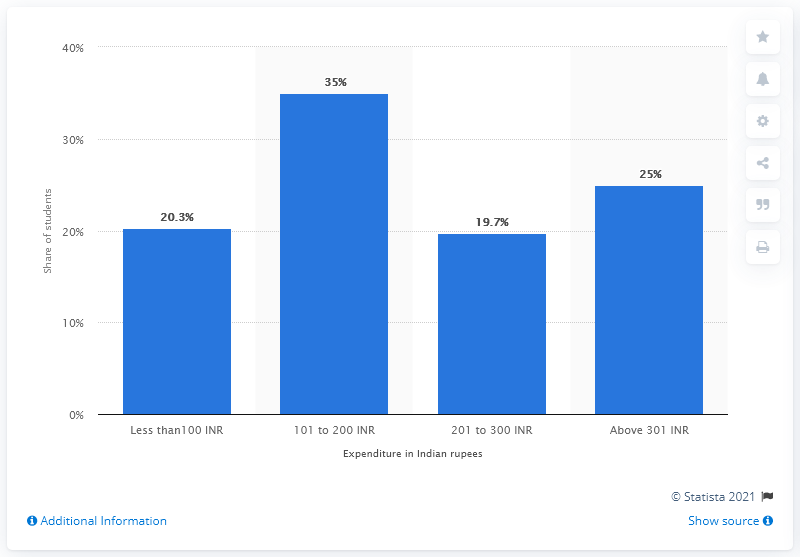 40%
30%
20%
10%
0%
Share of students
20.3%
35%
19.7%
25%
Less than100 INR
101 to 200 INR
201 to 300 INR
Above 301 INR
Expenditure in Indian rupees
© Statista 2021
Additional Information
Show source